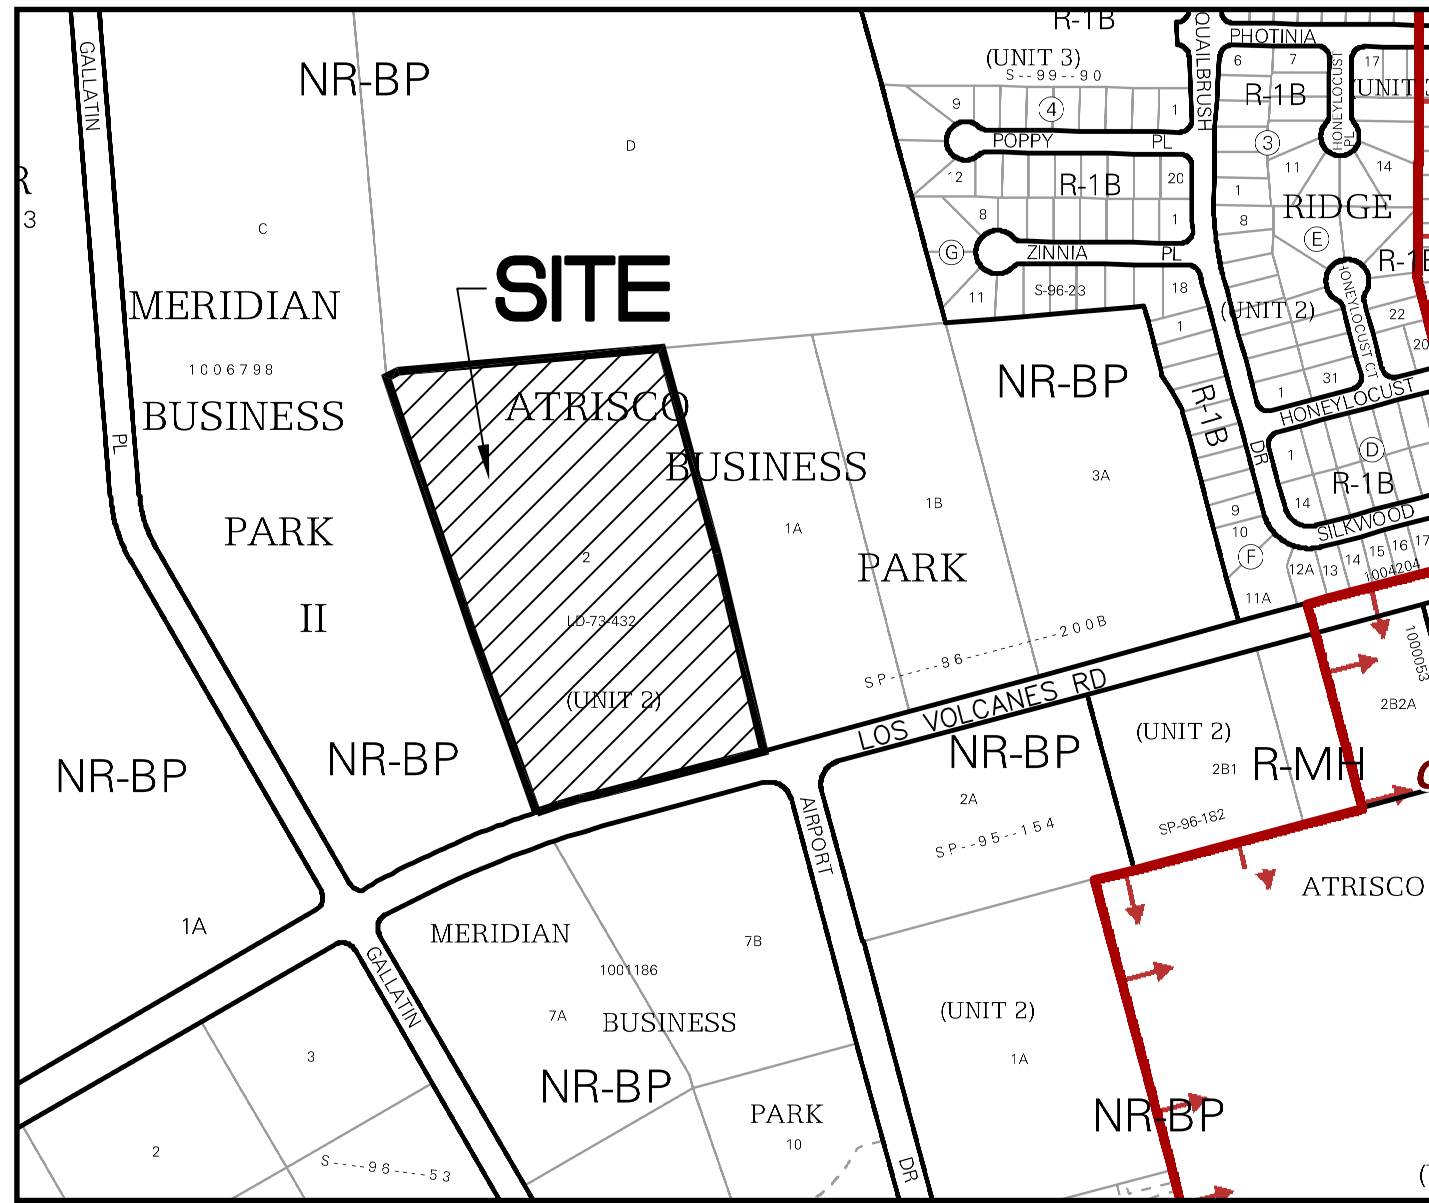 R-1B
GALLATIN
QUAILBRUSH
PHOTINIA
(UNIT 3)
S--99--90
6
7
HONEYLOCUST
PL
17
NR-BP
R-1B
9
4
1
3
POPPY
PL
D
11
14
12
R-1B
20
1
RIDGE
3
8
1
8
C
G
ZINNIA
PL
E
R-1B
SITE
11
S-96-23
18
HONEYLOCUST CT
MERIDIAN
1
(UNIT 2)
22
20
1006798
NR-BP
31
1
HONEYLOCUST
BUSINESS
ATRISCO
R-1B
PL
BUSINESS
DR
1
D
3A
R-1B
1B
14
PARK
1A
9
10
SILKWOOD
2
PARK
F
12A
13
14
15
16
17
1004204
11A
II
LD-73-432
SP------86------------200B
1000053
(UNIT 2)
LOS VOLCANES RD
2B2A
NR-BP
NR-BP
NR-BP
(UNIT 2)
2B1
R-MH
2A
AIRPORT
SP--95--154
SP-96-182
ATRISCO
1A
MERIDIAN
7B
GALLATIN
1001186
7A
BUSINESS
(UNIT 2)
3
1A
NR-BP
PARK
NR-BP
10
2
S----96----53
DR